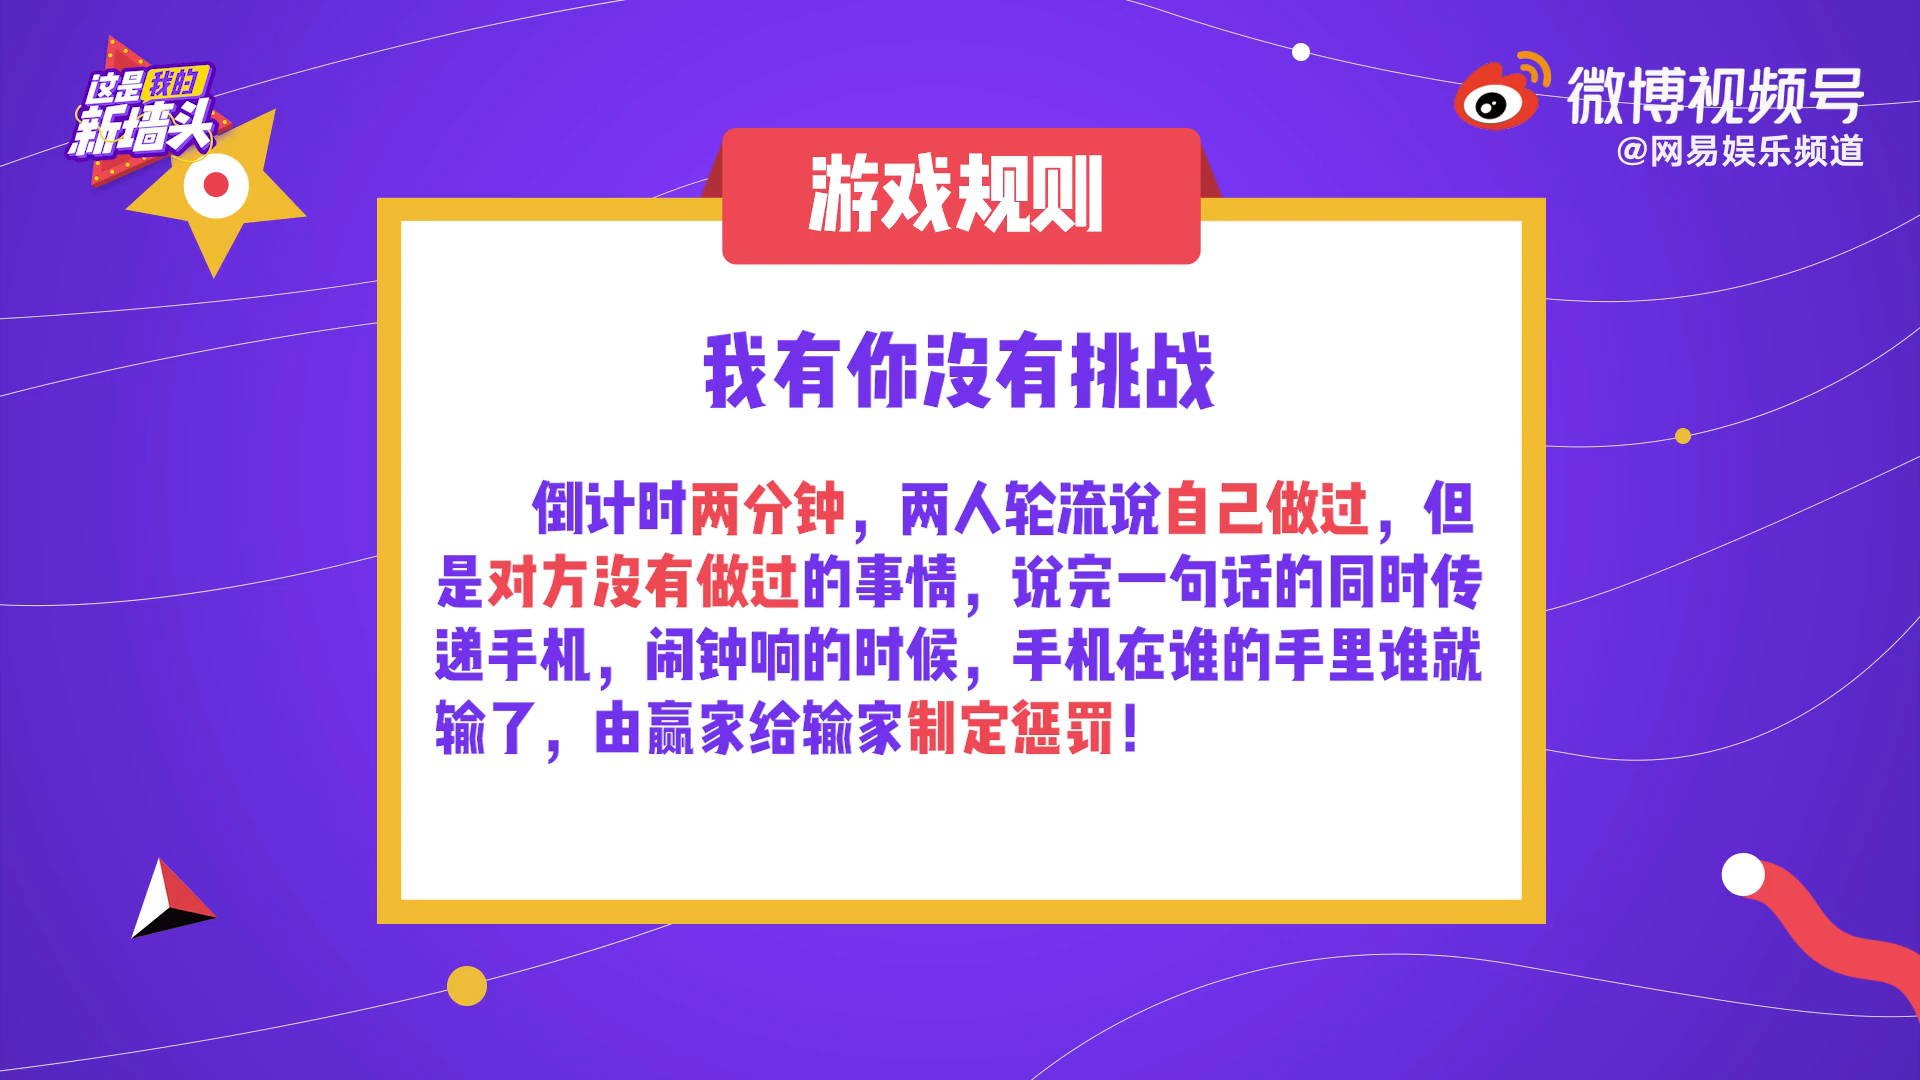 这是我的
新墙头
微博视频号
@网易娱乐频道
游戏规则
我有你没有挑战
倒计时两分钟，两人轮流说自己做过，但
是对方没有做过的事情，说完一句话的同时传
递手机，闹钟响的时候，手机在谁的手里谁就
输了，由赢家给输家制定惩罚！